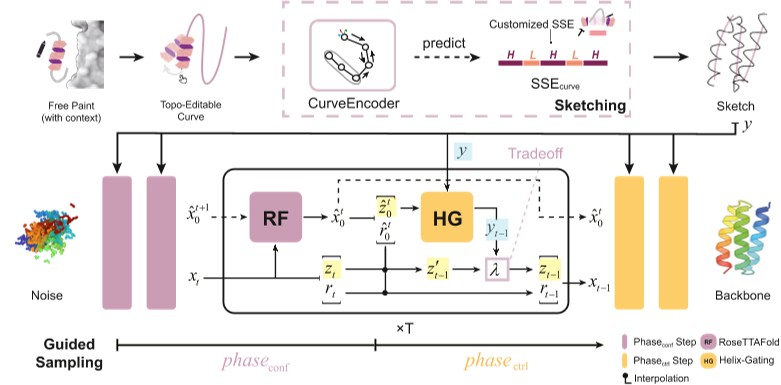 Customized SSE
predict
H L H L H
SSEcurve
CurveEncoder
Sketching
Free Paint
(with context)
Topo-Editable
Curve
Sketch
y
y
Tradeoff
x̂₀ᵗ⁺¹
RF
x̂₀ᵗ
ẑ₀ᵗ
r̂₀ᵗ
HG
yₜ₋₁
x̂₀ᵗ
xₜ
zₜ
rₜ
z′ₜ₋₁
λ
zₜ₋₁
rₜ₋₁
xₜ₋₁
Noise
Backbone
×T
Guided
Sampling
phaseconf
phasectrl
Phaseconf Step
RF RoseTTAFold
Phasectrl Step
HG Helix-Gating
Interpolation